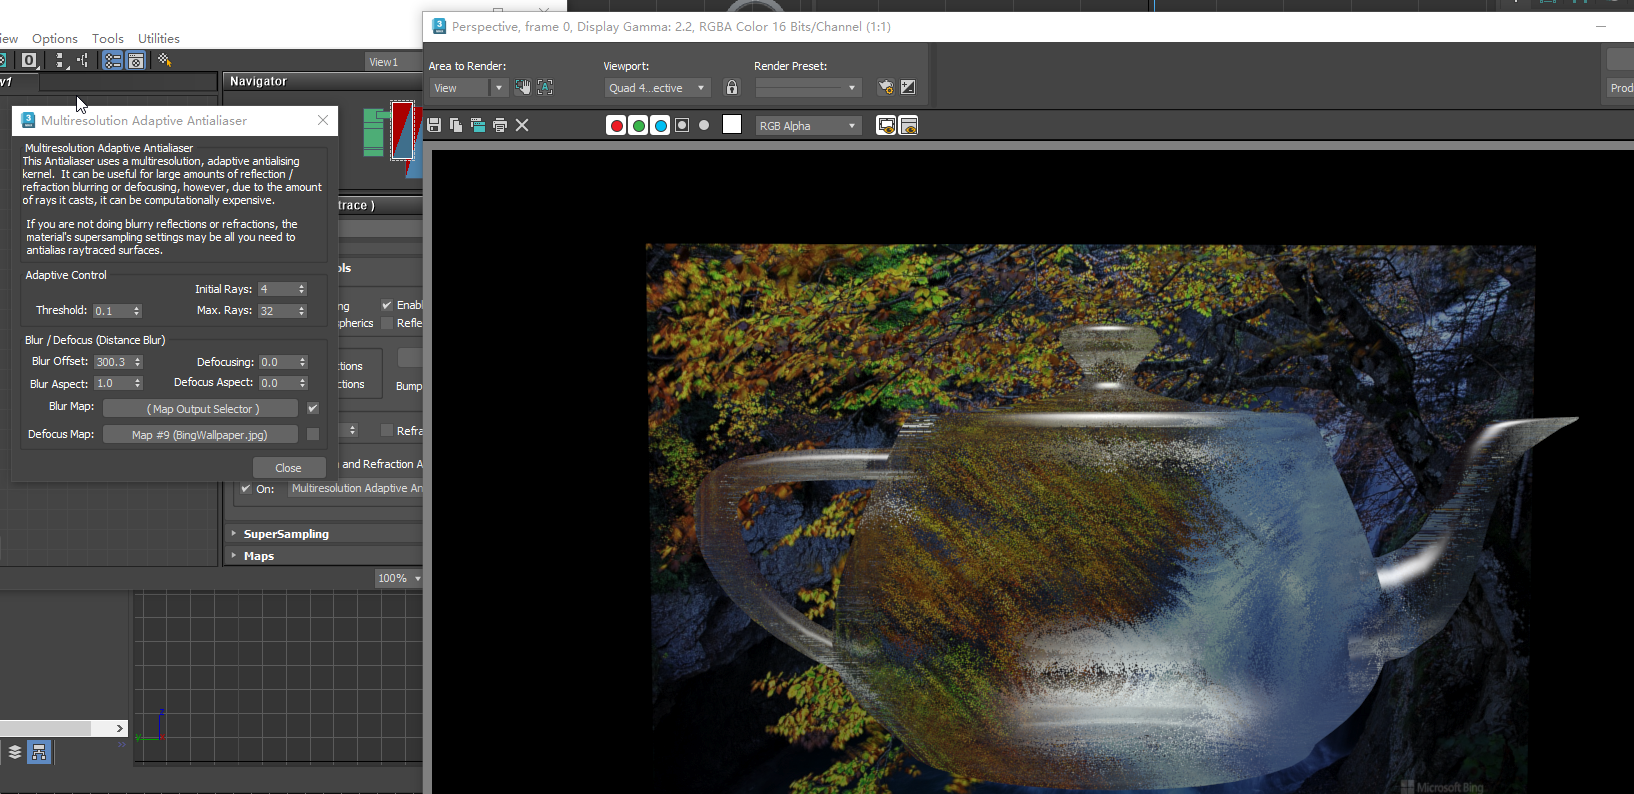 Perspective, frame 0, Display Gamma: 2.2, RGBA Color 16 Bits/Channel (1:1)
Options Tools Utilities
View1
Navigator
Area to Render:
View
Viewport:
Quad 4...ective
Render Preset:
Prod
RGB Alpha
Multiresolution Adaptive Antialiaser
Multiresolution Adaptive Antialiaser
This Antialiaser uses a multiresolution, adaptive antialising
kernel. It can be useful for large amounts of reflection /
refraction blurring or defocusing, however, due to the amount
of rays it casts, it can be computationally expensive.
If you are not doing blurry reflections or refractions, the
material's supersampling settings may be all you need to
antialias raytraced surfaces.
Adaptive Control
Initial Rays: 4
Threshold: 0.1
Max. Rays: 32
Blur / Defocus (Distance Blur)
Blur Offset: 300.3
Defocusing: 0.0
Blur Aspect: 1.0
Defocus Aspect: 0.0
Blur Map: ( Map Output Selector )
Defocus Map: Map #9 (BingWallpaper.jpg)
Close
trace )
ols
ng
Enabl
pherics
Refle
tions
ctions
Bump
Refra
and Refraction A
On: Multiresolution Adaptive An
SuperSampling
Maps
100%
z
Microsoft Bing